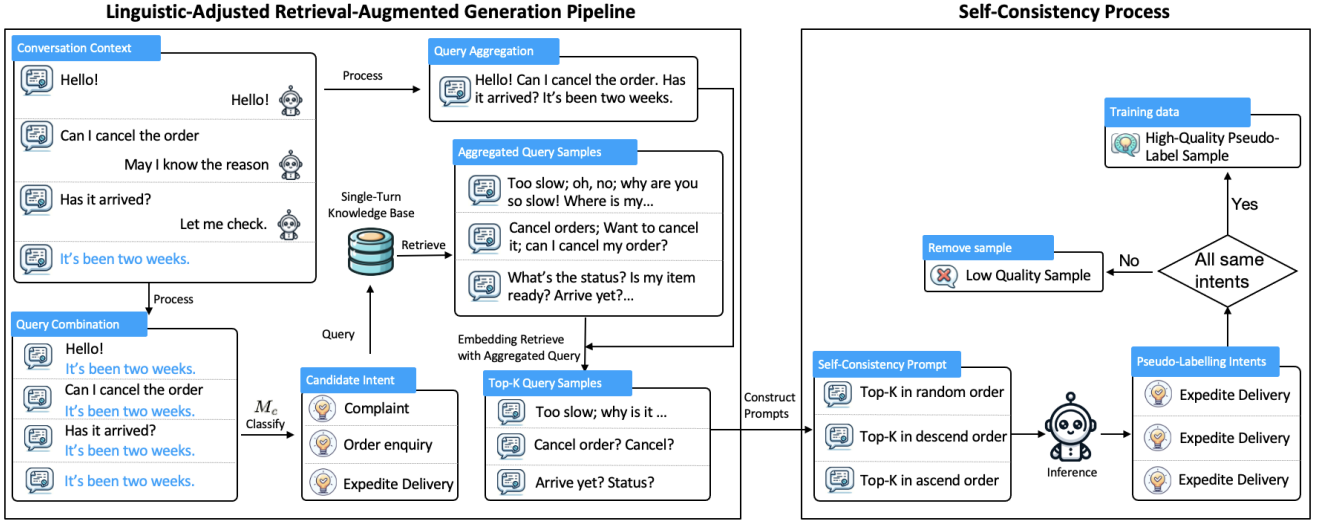 Linguistic-Adjusted Retrieval-Augmented Generation Pipeline
Conversation Context
Hello!
Hello!
Can I cancel the order
May I know the reason
Has it arrived?
Let me check.
It's been two weeks.
Process
Query Aggregation
Hello! Can I cancel the order. Has
it arrived? It's been two weeks.
Process
Query Combination
Hello!
It's been two weeks.
Can I cancel the order
It's been two weeks.
Has it arrived?
It's been two weeks.
It's been two weeks.
Mc
Classify
Candidate Intent
Complaint
Order enquiry
Expedite Delivery
Query
Single-Turn
Knowledge Base
Retrieve
Aggregated Query Samples
Too slow; oh, no; why are you
so slow! Where is my...
Cancel orders; Want to cancel
it; can I cancel my order?
What's the status? Is my item
ready? Arrive yet?...
Embedding Retrieve
with Aggregated Query
Top-K Query Samples
Too slow; why is it ...
Cancel order? Cancel?
Arrive yet? Status?
Construct
Prompts
Self-Consistency Process
Self-Consistency Prompt
Top-K in random order
Top-K in descend order
Top-K in ascend order
Inference
Pseudo-Labelling Intents
Expedite Delivery
Expedite Delivery
Expedite Delivery
All same
intents
No
Remove sample
Low Quality Sample
Yes
Training data
High-Quality Pseudo-
Label Sample